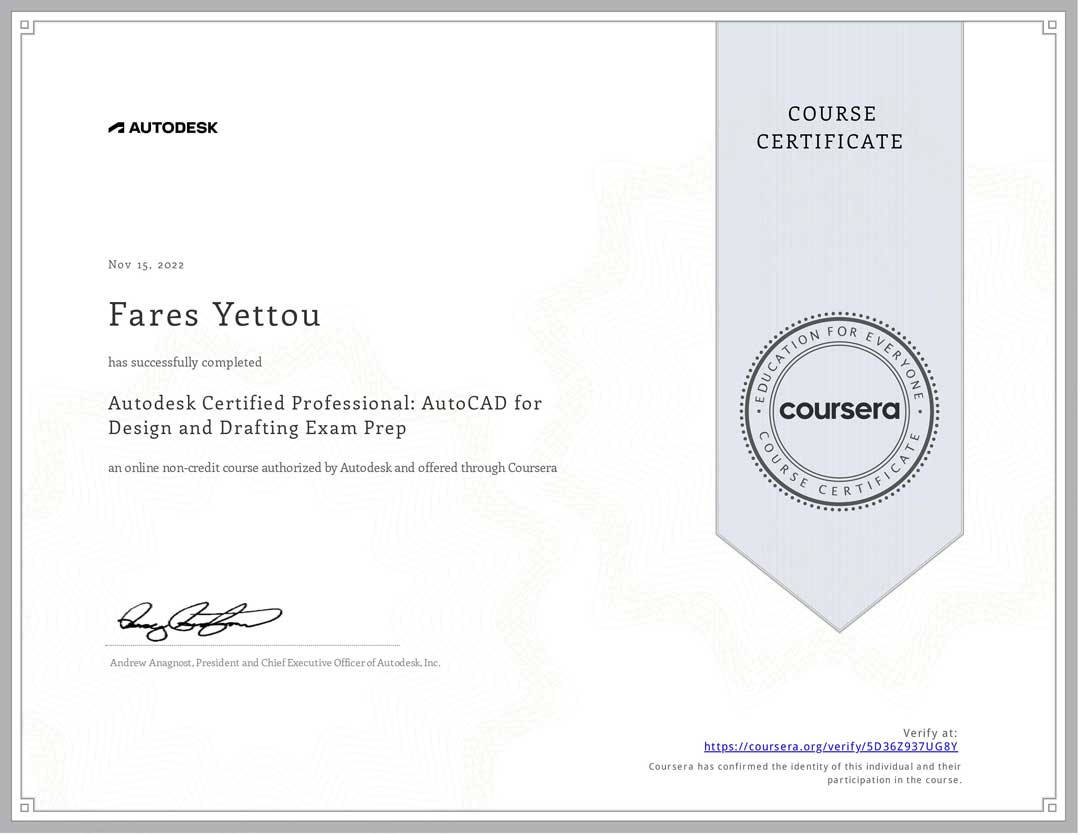 AUTODESK
COURSE
CERTIFICATE
Nov 15, 2022
Fares Yettou
has successfully completed
Autodesk Certified Professional: AutoCAD for
Design and Drafting Exam Prep
an online non-credit course authorized by Autodesk and offered through Coursera
EDUCATION FOR EVERYONE
coursera
COURSE CERTIFICATE
Andrew Anagnost, President and Chief Executive Officer of Autodesk, Inc.
Verify at:
https://coursera.org/verify/5D36Z937UG8Y
Coursera has confirmed the identity of this individual and their
participation in the course.